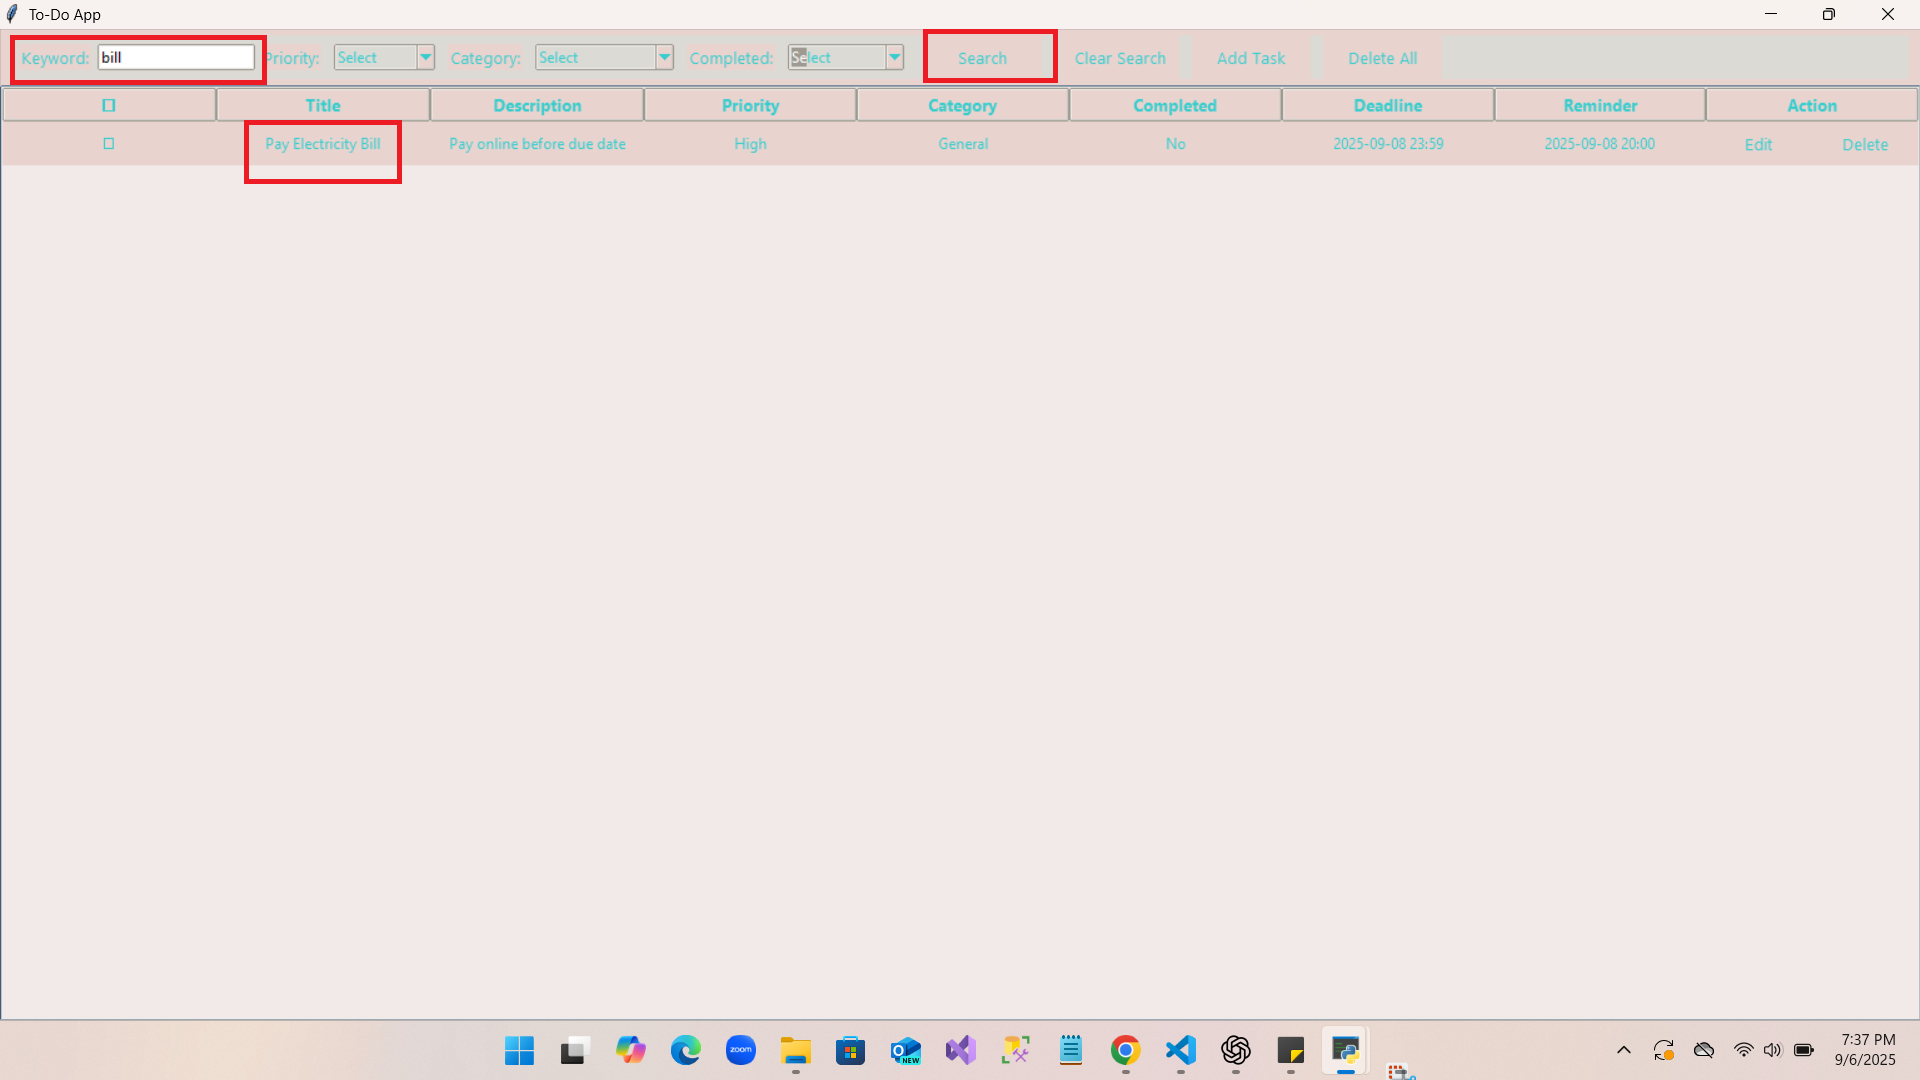 To-Do App
Keyword: bill Priority: Select Category: Select Completed: Select Search Clear Search Add Task Delete All
Title Description Priority Category Completed Deadline Reminder Action
Pay Electricity Bill Pay online before due date High General No 2025-09-08 23:59 2025-09-08 20:00 Edit Delete
zoom
NEW
7:37 PM
9/6/2025